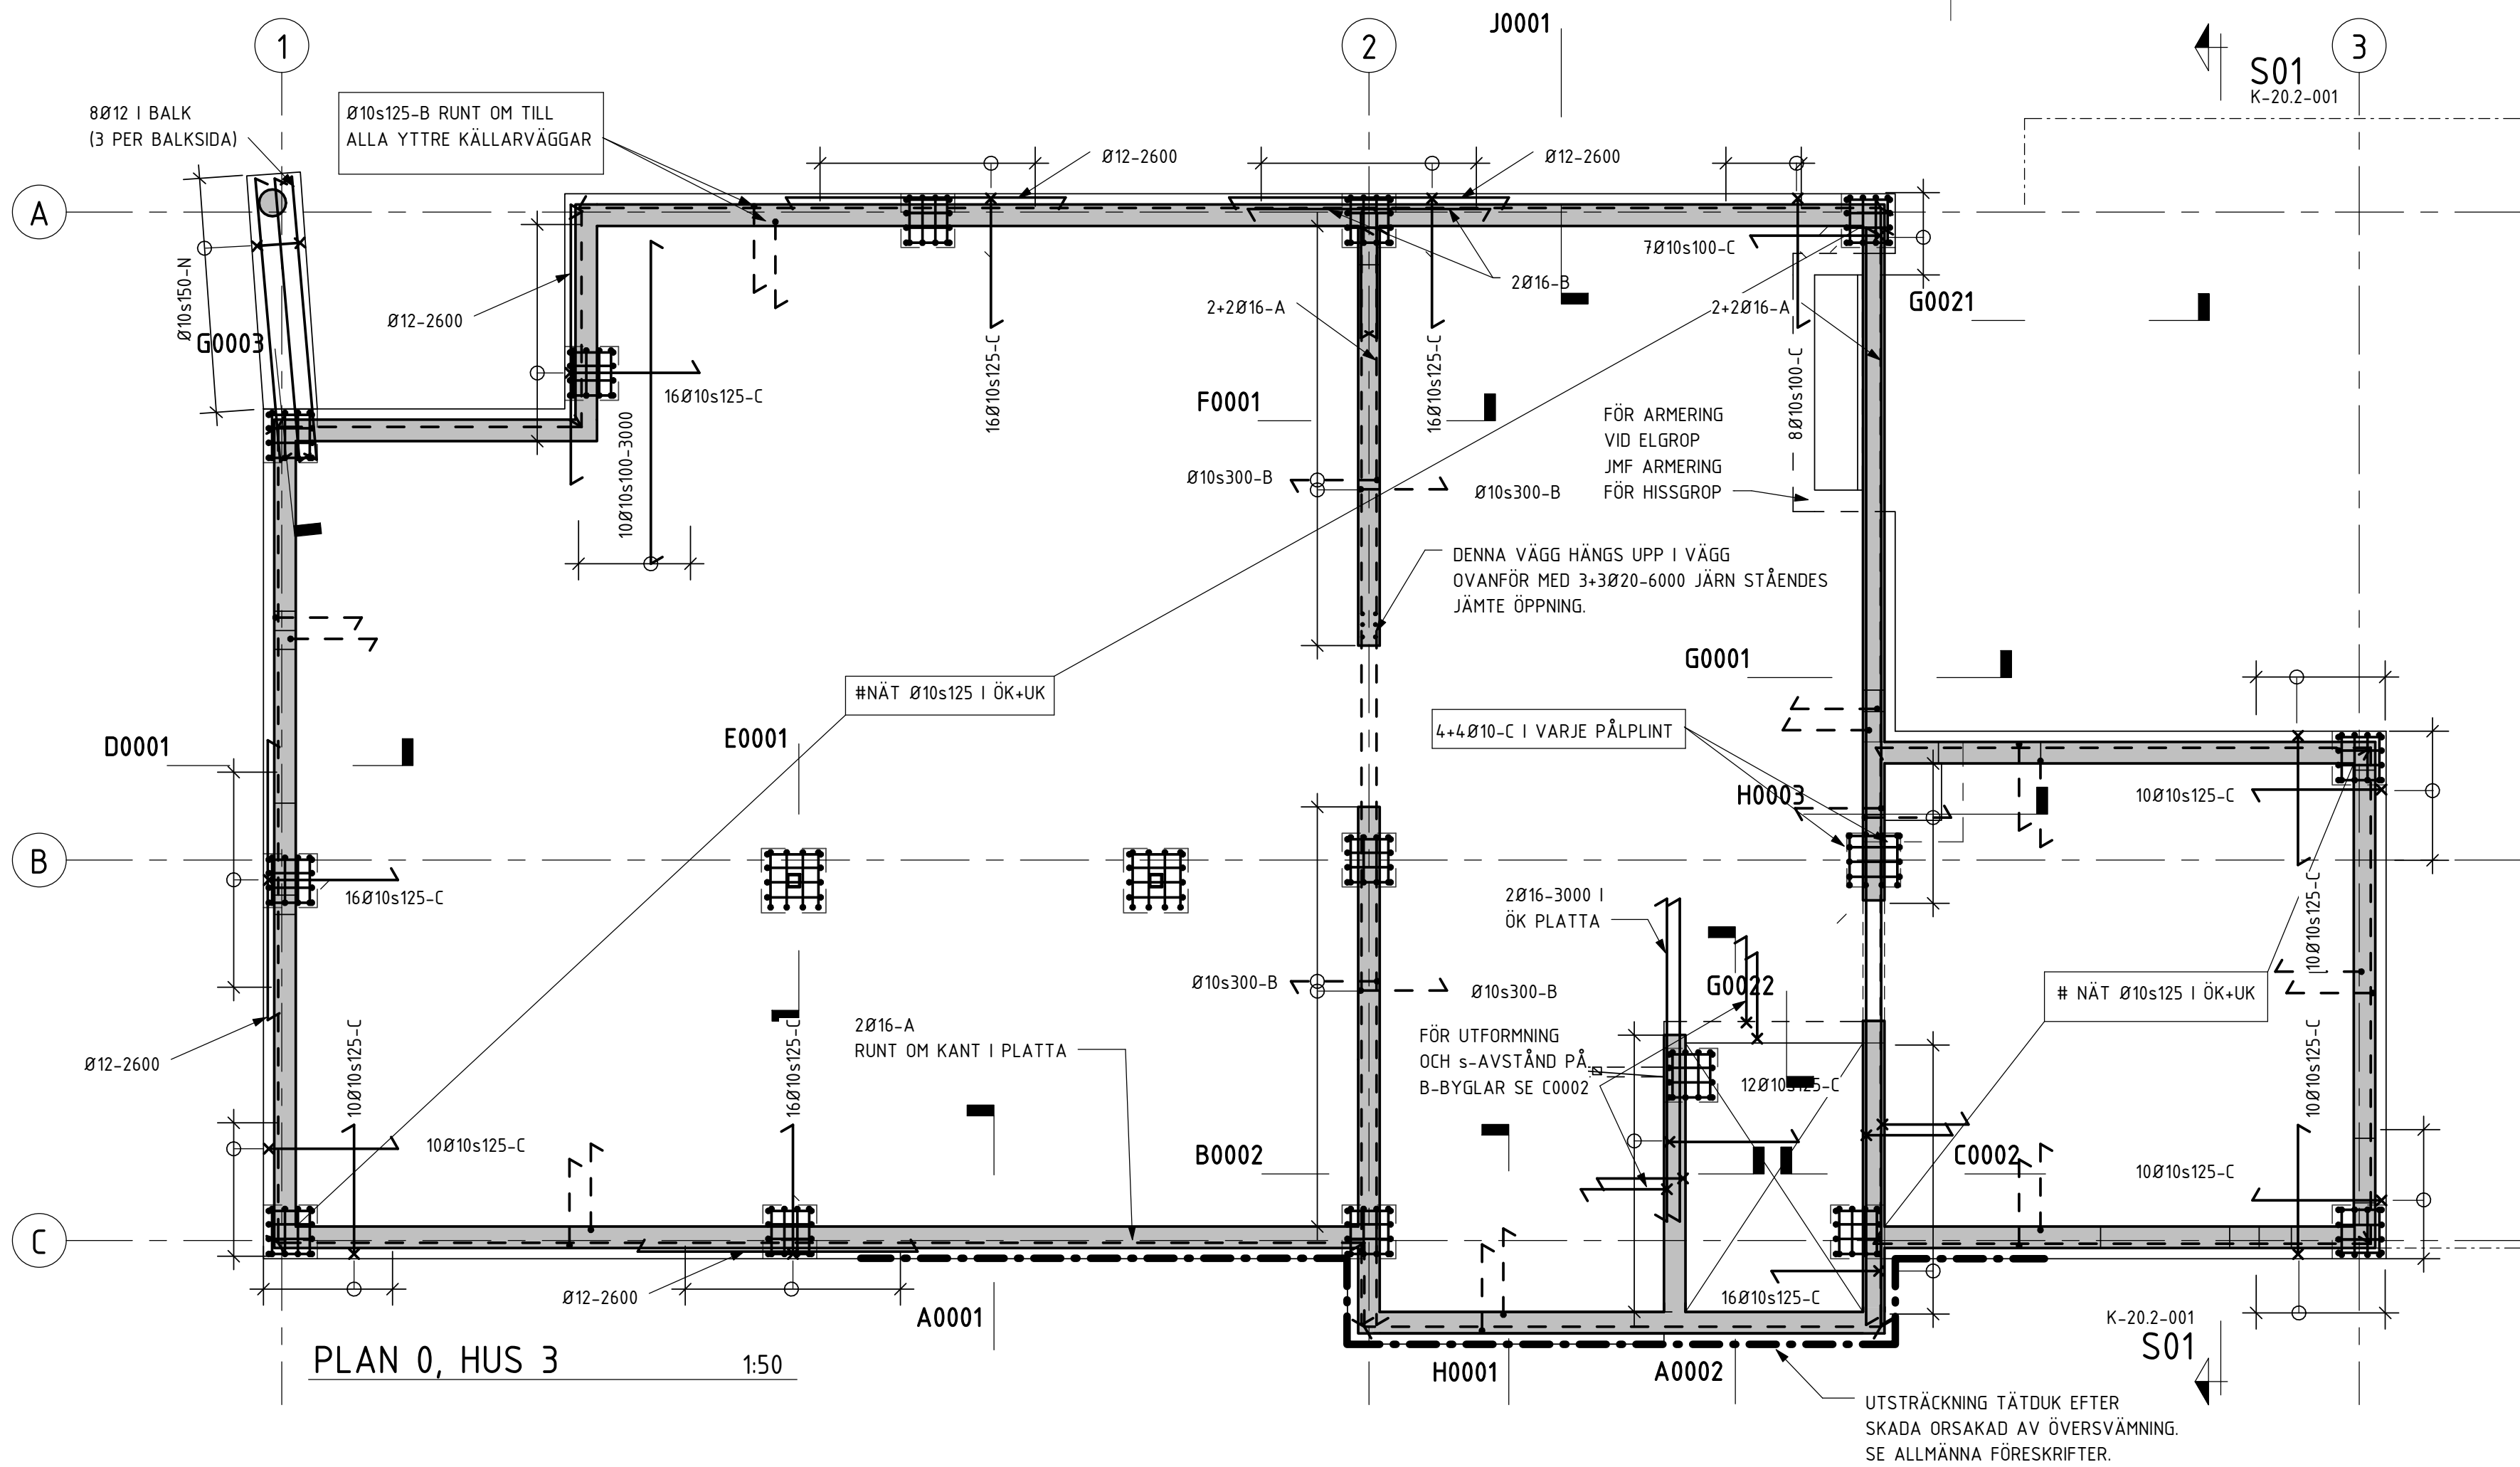 J0001
1
2
3
S01
K-20.2-001
8Ø12 I BALK
(3 PER BALKSIDA)
Ø10s125-B RUNT OM TILL
ALLA YTTRE KÄLLARVÄGGAR
Ø12-2600
Ø12-2600
A
7Ø10s100-C
2Ø16-B
Ø10s150-N
G0003
Ø12-2600
2+2Ø16-A
2+2Ø16-A
G0021
16Ø10s125-C
16Ø10s125-C
8Ø10s100-C
16Ø10s125-C
F0001
10Ø10s100-3000
FÖR ARMERING
VID ELGROP
JMF ARMERING
FÖR HISSGROP
Ø10s300-B
Ø10s300-B
DENNA VÄGG HÄNGS UPP I VÄGG
OVANFÖR MED 3+3Ø20-6000 JÄRN STÅENDES
JÄMTE ÖPPNING.
G0001
#NÄT Ø10s125 I ÖK+UK
4+4Ø10-C I VARJE PÅLPLINT
D0001
E0001
H0003
10Ø10s125-C
B
16Ø10s125-C
2Ø16-3000 I
ÖK PLATTA
10Ø10s125-C
Ø10s300-B
Ø10s300-B
G0022
# NÄT Ø10s125 I ÖK+UK
2Ø16-A
RUNT OM KANT I PLATTA
FÖR UTFORMNING
OCH s-AVSTÅND PÅ
B-BYGLAR SE C0002
Ø12-2600
10Ø10s125-C
16Ø10s125-C
12Ø10s125-C
10Ø10s125-C
10Ø10s125-C
B0002
C0002
10Ø10s125-C
C
Ø12-2600
16Ø10s125-C
A0001
K-20.2-001
S01
PLAN 0, HUS 3
1:50
H0001
A0002
UTSTRÄCKNING TÄTDUK EFTER
SKADA ORSAKAD AV ÖVERSVÄMNING.
SE ALLMÄNNA FÖRESKRIFTER.